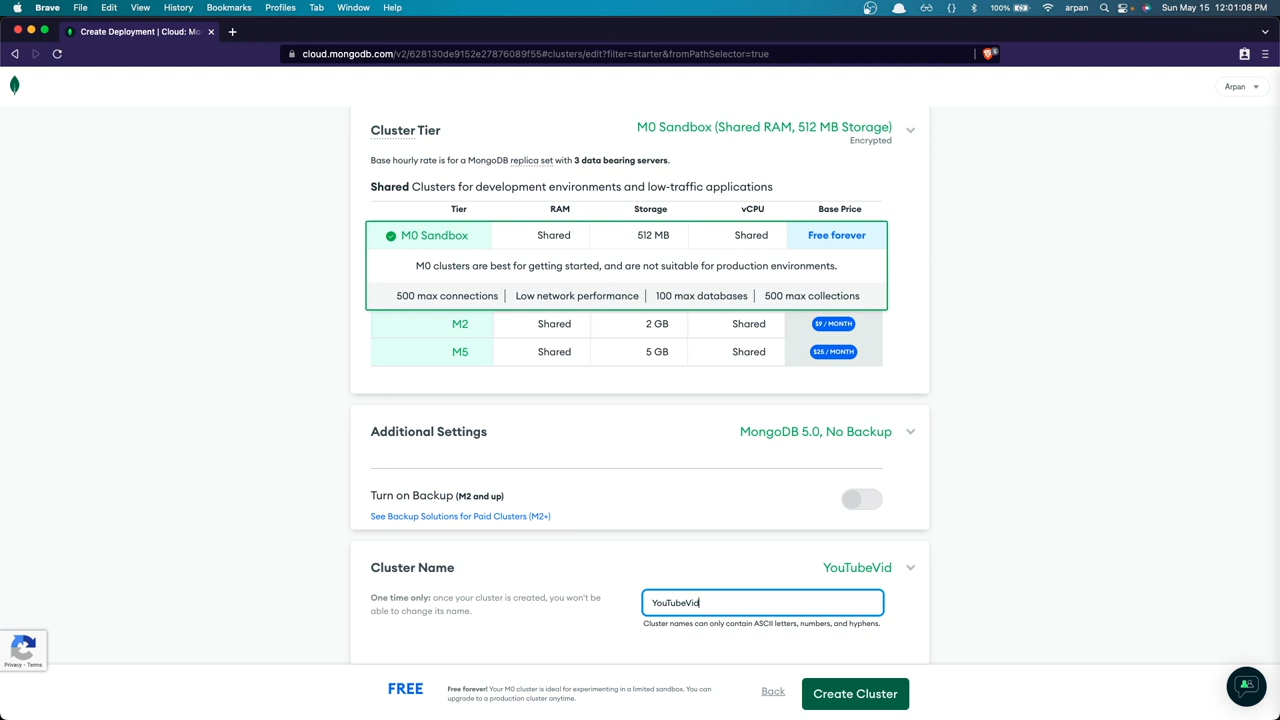 Brave
File
Edit
View
History
Bookmarks
Profiles
Tab
Window
Help
Sun May 15 12:01:08 AM
Create Deployment | Cloud: Mo
cloud.mongodb.com/v2/628130de9152e27876089f55#clusters/edit?filter=starter&fromPathSelector=true
Arpan
Cluster Tier
M0 Sandbox (Shared RAM, 512 MB Storage)
Encrypted
Base hourly rate is for a MongoDB replica set with 3 data bearing servers.
Shared Clusters for development environments and low-traffic applications
Tier RAM Storage vCPU Base Price
M0 Sandbox Shared 512 MB Shared Free forever
M0 clusters are best for getting started, and are not suitable for production environments.
500 max connections Low network performance 100 max databases 500 max collections
M2 Shared 2 GB Shared $9 / MONTH
M5 Shared 5 GB Shared $25 / MONTH
Additional Settings
MongoDB 5.0, No Backup
Turn on Backup (M2 and up)
See Backup Solutions for Paid Clusters (M2+)
Cluster Name
YouTubeVid
One time only: once your cluster is created, you won't be
able to change its name.
YouTubeVid
Cluster names can only contain ASCII letters, numbers, and hyphens.
Privacy - Terms
FREE
Free forever! Your M0 cluster is ideal for experimenting in a limited sandbox. You can
upgrade to a production cluster anytime.
Back
Create Cluster